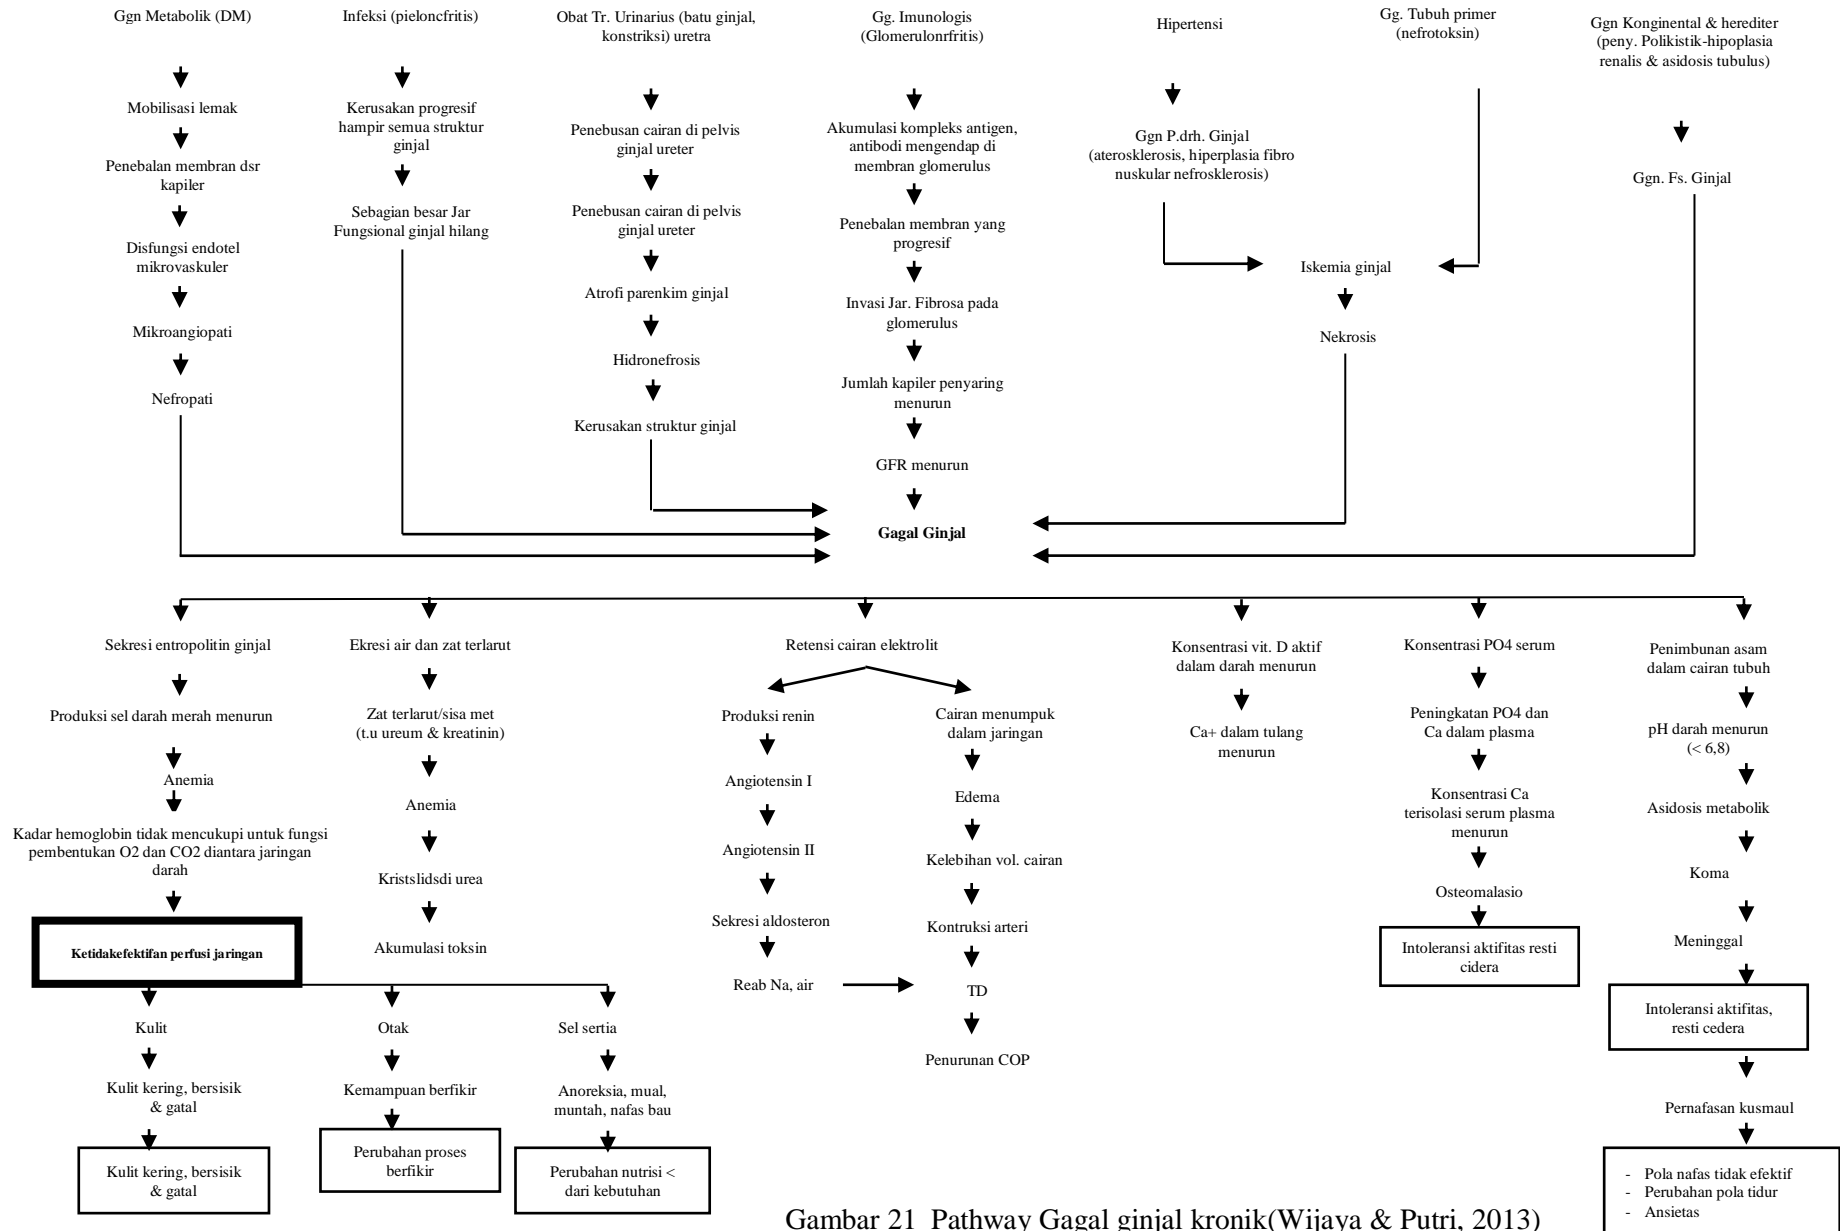 Ggn Metabolik (DM)
Infeksi (pieloncfritis)
Obat Tr. Urinarius (batu ginjal,
konstriksi) uretra
Gg. Imunologis
(Glomerulonrfritis)
Hipertensi
Gg. Tubuh primer
(nefrotoksin)
Ggn Konginental & herediter
(peny. Polikistik-hipoplasia
renalis & asidosis tubulus)
Mobilisasi lemak
Penebalan membran dsr
kapiler
Disfungsi endotel
mikrovaskuler
Mikroangiopati
Nefropati
Kerusakan progresif
hampir semua struktur
ginjal
Sebagian besar Jar
Fungsional ginjal hilang
Penebusan cairan di pelvis
ginjal ureter
Penebusan cairan di pelvis
ginjal ureter
Atrofi parenkim ginjal
Hidronefrosis
Kerusakan struktur ginjal
Akumulasi kompleks antigen,
antibodi mengendap di
membran glomerulus
Penebalan membran yang
progresif
Invasi Jar. Fibrosa pada
glomerulus
Jumlah kapiler penyaring
menurun
GFR menurun
Ggn P.drh. Ginjal
(aterosklerosis, hiperplasia fibro
nuskular nefrosklerosis)
Iskemia ginjal
Nekrosis
Ggn. Fs. Ginjal
Gagal Ginjal
Sekresi entropolitin ginjal
Produksi sel darah merah menurun
Anemia
Kadar hemoglobin tidak mencukupi untuk fungsi
pembentukan O2 dan CO2 diantara jaringan
darah
Ketidakefektifan perfusi jaringan
Ekresi air dan zat terlarut
Zat terlarut/sisa met
(t.u ureum & kreatinin)
Anemia
Kristslidsdi urea
Akumulasi toksin
Retensi cairan elektrolit
Produksi renin
Angiotensin I
Angiotensin II
Sekresi aldosteron
Reab Na, air
Cairan menumpuk
dalam jaringan
Edema
Kelebihan vol. cairan
Kontruksi arteri
TD
Penurunan COP
Konsentrasi vit. D aktif
dalam darah menurun
Ca+ dalam tulang
menurun
Konsentrasi PO4 serum
Peningkatan PO4 dan
Ca dalam plasma
Konsentrasi Ca
terisolasi serum plasma
menurun
Osteomalasio
Intoleransi aktifitas resti
cidera
Penimbunan asam
dalam cairan tubuh
pH darah menurun
(< 6,8)
Asidosis metabolik
Koma
Meninggal
Intoleransi aktifitas,
resti cedera
Pernafasan kusmaul
- Pola nafas tidak efektif
- Perubahan pola tidur
- Ansietas
Kulit
Kulit kering, bersisik
& gatal
Kulit kering, bersisik
& gatal
Otak
Kemampuan berfikir
Perubahan proses
berfikir
Sel sertia
Anoreksia, mual,
muntah, nafas bau
Perubahan nutrisi <
dari kebutuhan
Gambar 21 Pathway Gagal ginjal kronik(Wijaya & Putri, 2013)